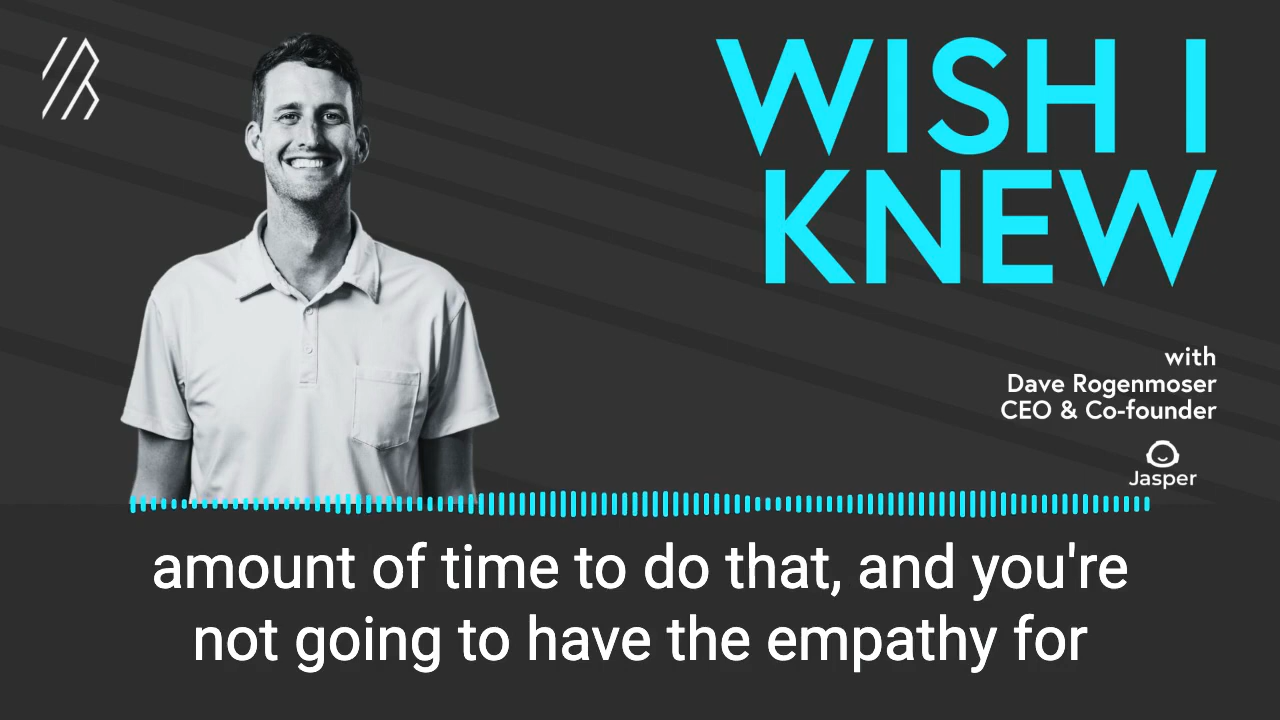 WISH I
KNEW
with
Dave Rogenmoser
CEO & Co-founder
Jasper
amount of time to do that, and you're
not going to have the empathy for